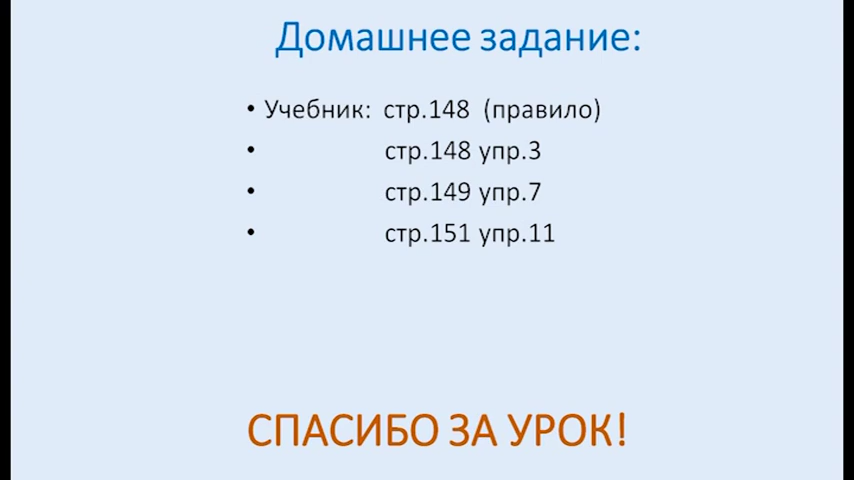 Домашнее задание:
• Учебник: стр.148 (правило)
• стр.148 упр.3
• стр.149 упр.7
• стр.151 упр.11
СПАСИБО ЗА УРОК!